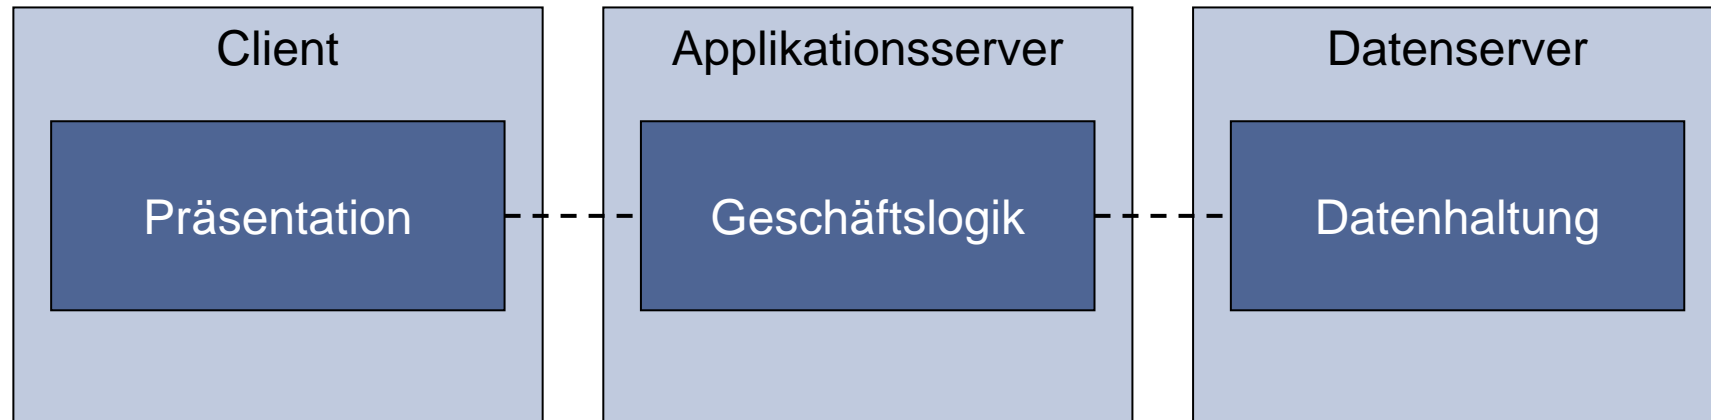 Client
Applikationsserver
Datenserver
Präsentation
Geschäftslogik
Datenhaltung